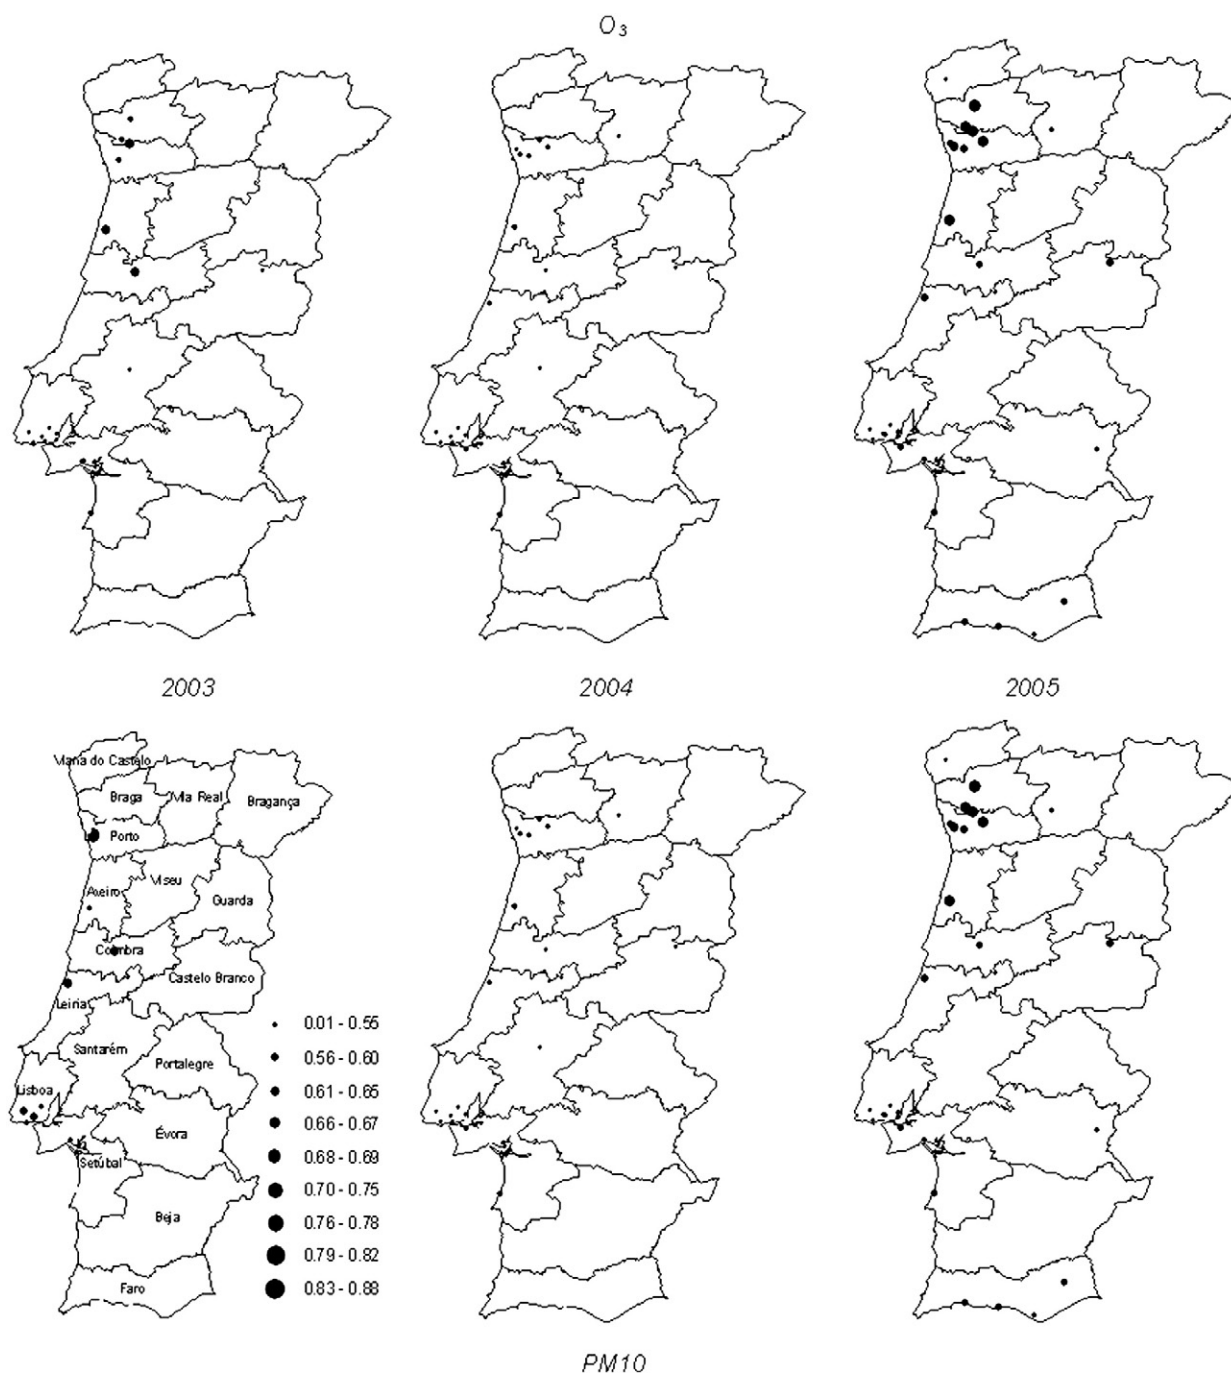 O₃
2003 2004 2005
Viana do Castelo
Braga Vila Real Bragança
Porto
Aveiro Viseu Guarda
Coimbra
Castelo Branco
Leiria
Santarém
Portalegre
Lisboa
Évora
Setúbal
Beja
Faro
0.01 - 0.55
0.56 - 0.60
0.61 - 0.65
0.66 - 0.67
0.68 - 0.69
0.70 - 0.75
0.76 - 0.78
0.79 - 0.82
0.83 - 0.88
PM10